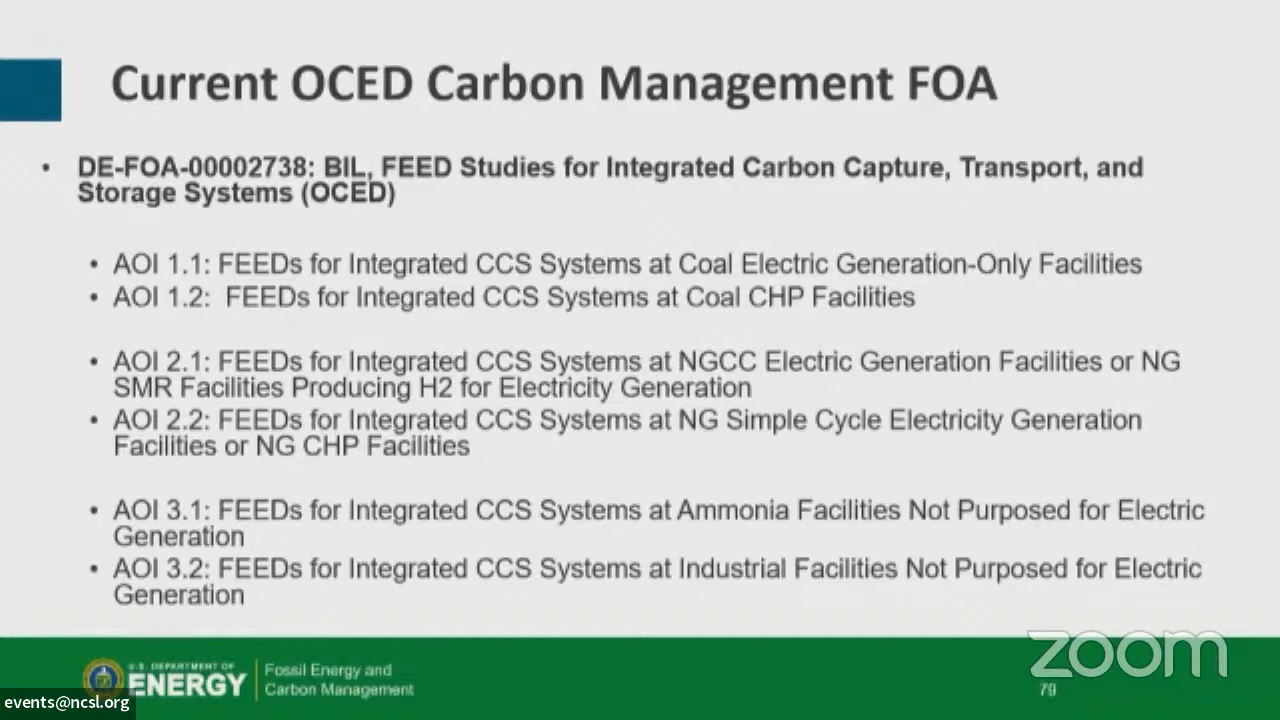 Current OCED Carbon Management FOA
• DE-FOA-00002738: BIL, FEED Studies for Integrated Carbon Capture, Transport, and
Storage Systems (OCED)
• AOI 1.1: FEEDs for Integrated CCS Systems at Coal Electric Generation-Only Facilities
• AOI 1.2: FEEDs for Integrated CCS Systems at Coal CHP Facilities
• AOI 2.1: FEEDs for Integrated CCS Systems at NGCC Electric Generation Facilities or NG
SMR Facilities Producing H2 for Electricity Generation
• AOI 2.2: FEEDs for Integrated CCS Systems at NG Simple Cycle Electricity Generation
Facilities or NG CHP Facilities
• AOI 3.1: FEEDs for Integrated CCS Systems at Ammonia Facilities Not Purposed for Electric
Generation
• AOI 3.2: FEEDs for Integrated CCS Systems at Industrial Facilities Not Purposed for Electric
Generation
zoom
U.S. DEPARTMENT OF
ENERGY
Fossil Energy and
Carbon Management
79
events@ncsl.org